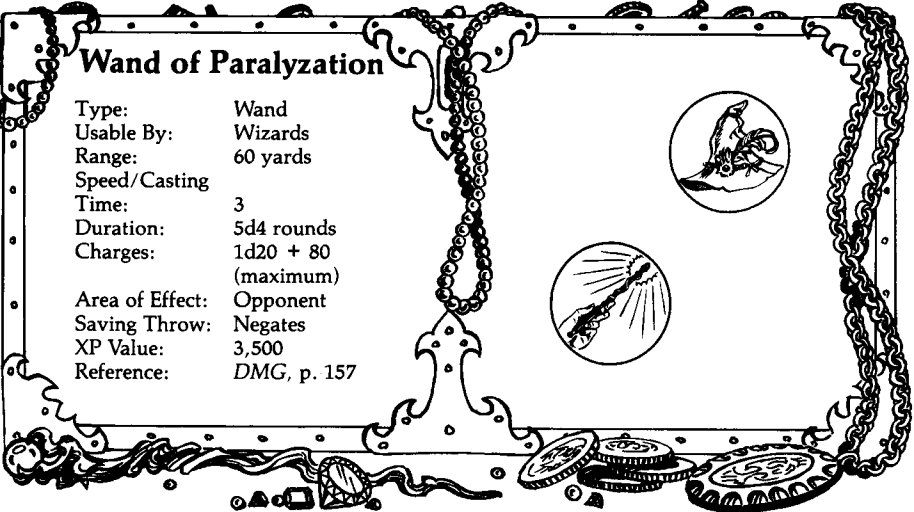 Wand of Paralyzation
Type: Wand
Usable By: Wizards
Range: 60 yards
Speed/Casting
Time: 3
Duration: 5d4 rounds
Charges: 1d20 + 80
(maximum)
Area of Effect: Opponent
Saving Throw: Negates
XP Value: 3,500
Reference: DMG, p. 157